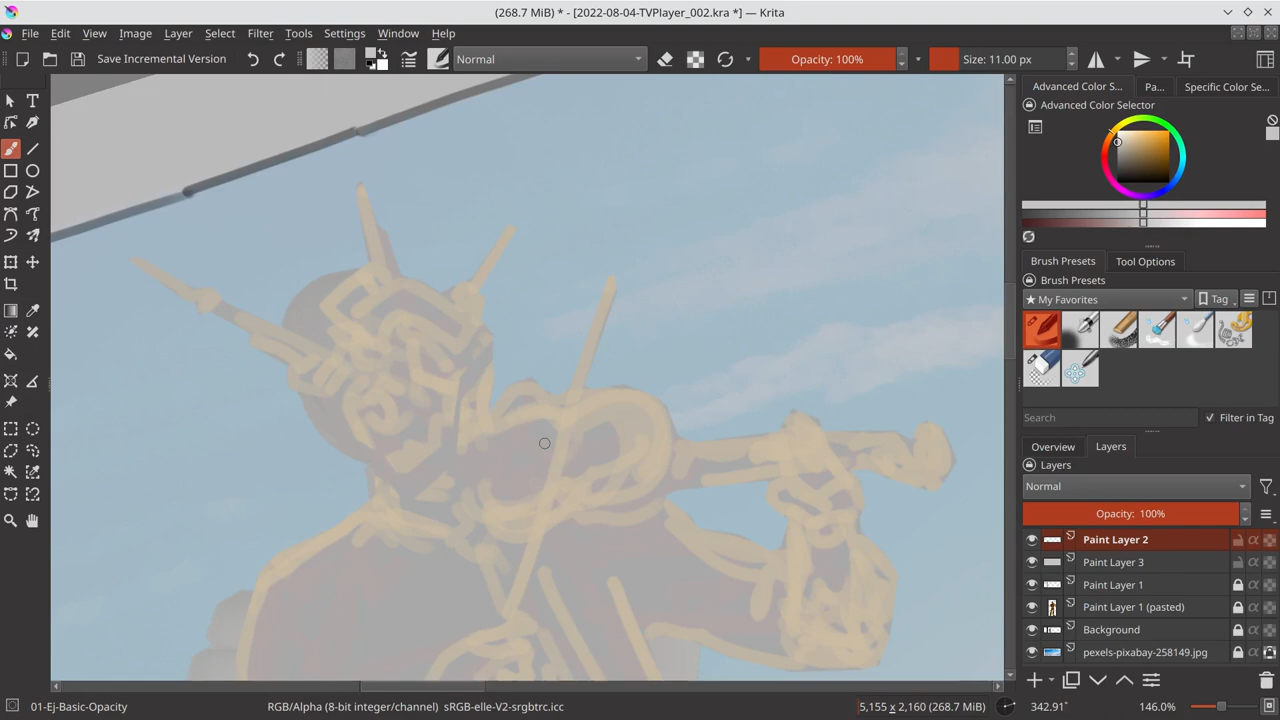 (268.7 MiB) * - [2022-08-04-TVPlayer_002.kra *] — Krita
File Edit View Image Layer Select Filter Tools Settings Window Help
Save Incremental Version
Normal
Opacity: 100%
Size: 11.00 px
Advanced Color S...
Pa...
Specific Color Se...
Advanced Color Selector
Brush Presets
Tool Options
Brush Presets
★ My Favorites
Tag
Search
Filter in Tag
Overview
Layers
Layers
Normal
Opacity: 100%
Paint Layer 2
Paint Layer 3
Paint Layer 1
Paint Layer 1 (pasted)
Background
pexels-pixabay-258149.jpg
01-Ej-Basic-Opacity
RGB/Alpha (8-bit integer/channel) sRGB-elle-V2-srgbtrc.icc
5,155 x 2,160 (268.7 MiB)
342.91°
146.0%